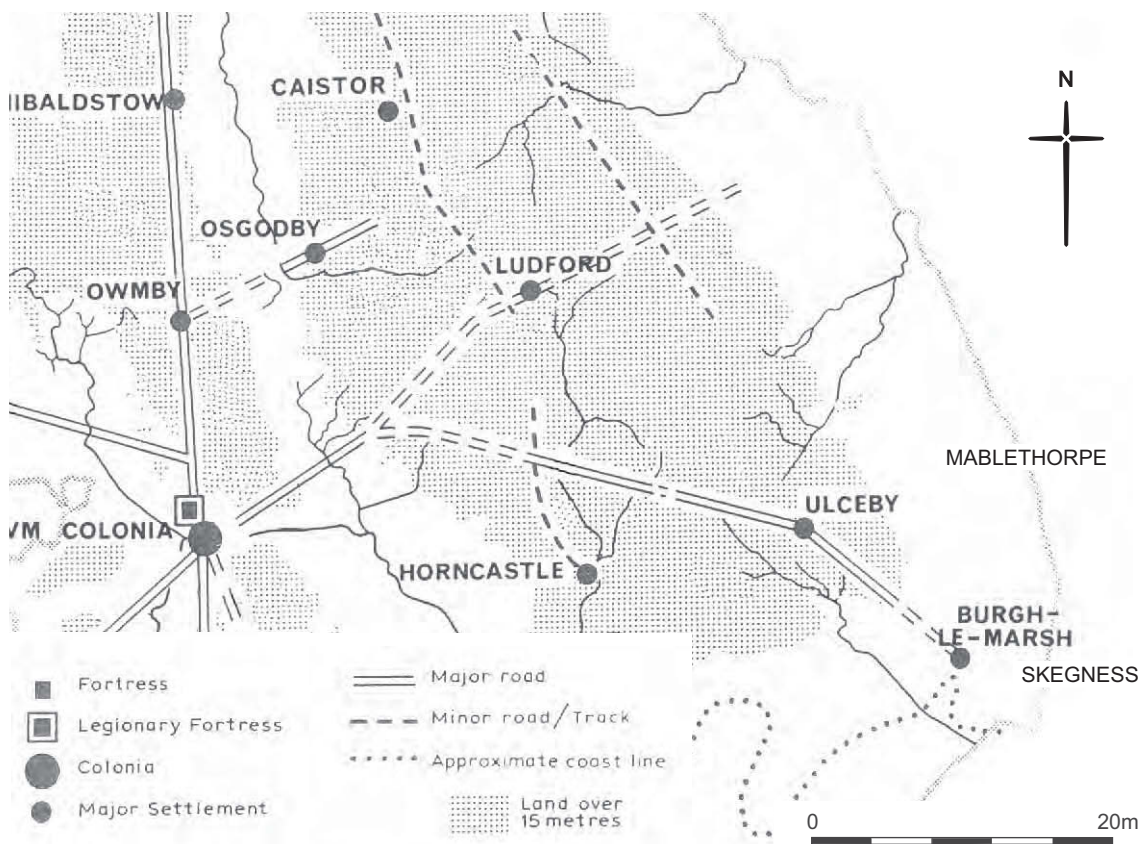 N
CAISTOR
HIBALDSTOW
OSGODBY
LUDFORD
OWMBY
MABLETHORPE
ULCEBY
VM COLONIA
HORNCASTLE
BURGH-
LE-MARSH
SKEGNESS
Fortress
Legionary Fortress
Colonia
Major Settlement
Major road
Minor road/Track
Approximate coast line
Land over
15 metres
0 20m